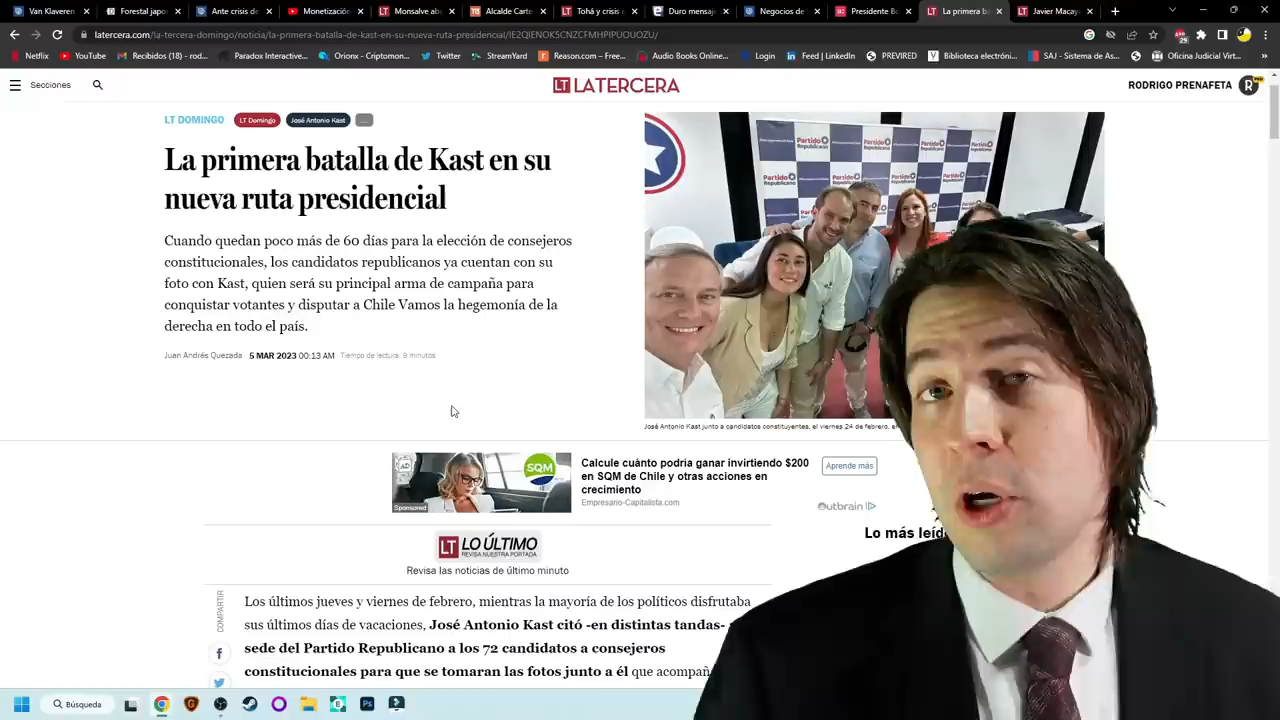 Van Klaveren
Forestal japon
Ante crisis de
Van Konetizar
Monsalve ab
Alcalde Carte
Tohá y crisis e
Duro mensaj
Negocios de
Presidente Bo
La primera b
Javier Macay
latercera.com/la-tercera-domingo/noticia/la-primera-batalla-de-kast-en-su-nueva-ruta-presidencial/IE2QIENOK5CNZCFMHPIPUOUOZU/
Netflix
YouTube
Recibidos (18) - rod...
Paradox Interactive...
Orionx - Criptomon...
Twitter
StreamYard
Reason.com - Free...
Audio Books Online...
Login
Feed | LinkedIn
PREVIRED
Biblioteca electróni...
SAJ - Sistema de As...
Oficina Judicial Virt...
Secciones
LT LATERCERA
RODRIGO PRENAFETA
R
LT DOMINGO
LT Domingo
José Antonio Kast
...
La primera batalla de Kast en su
nueva ruta presidencial
Cuando quedan poco más de 60 días para la elección de consejeros
constitucionales, los candidatos republicanos ya cuentan con su
foto con Kast, quien será su principal arma de campaña para
conquistar votantes y disputar a Chile Vamos la hegemonía de la
derecha en todo el país.
Juan Andrés Quezada 5 MAR 2023 00:13 AM Tiempo de lectura: 9 minutos
Partido Republicano
José Antonio Kast junto a candidatos constituyentes, el viernes 24 de febrero, en
SQM
Sponsored
Calcule cuánto podría ganar invirtiendo $200
en SQM de Chile y otras acciones en
crecimiento
Empresario-Capitalista.com
Aprende más
Outbrain
LT LO ÚLTIMO
REVISA NUESTRA PORTADA
Revisa las noticias de último minuto
Lo más leíd
COMPARTIR
Los últimos jueves y viernes de febrero, mientras la mayoría de los políticos disfrutaba
sus últimos días de vacaciones, José Antonio Kast citó -en distintas tandas-
sede del Partido Republicano a los 72 candidatos a consejeros
constitucionales para que se tomaran las fotos junto a él que acompañ
Búsqueda